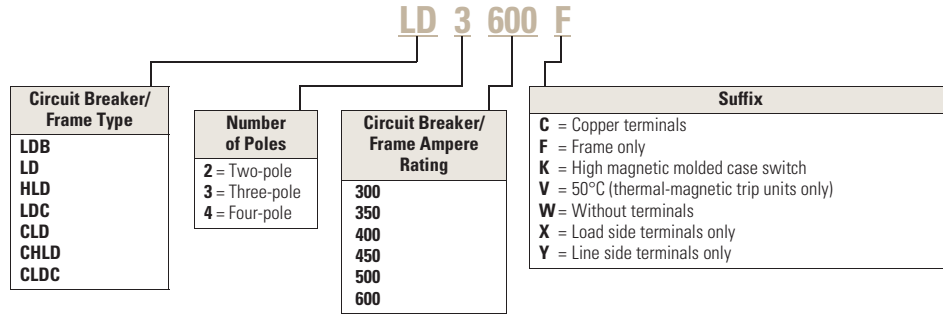 LD 3 600 F
Circuit Breaker/
Frame Type
LDB
LD
HLD
LDC
CLD
CHLD
CLDC
Number
of Poles
2 = Two-pole
3 = Three-pole
4 = Four-pole
Circuit Breaker/
Frame Ampere
Rating
300
350
400
450
500
600
Suffix
C = Copper terminals
F = Frame only
K = High magnetic molded case switch
V = 50°C (thermal-magnetic trip units only)
W = Without terminals
X = Load side terminals only
Y = Line side terminals only